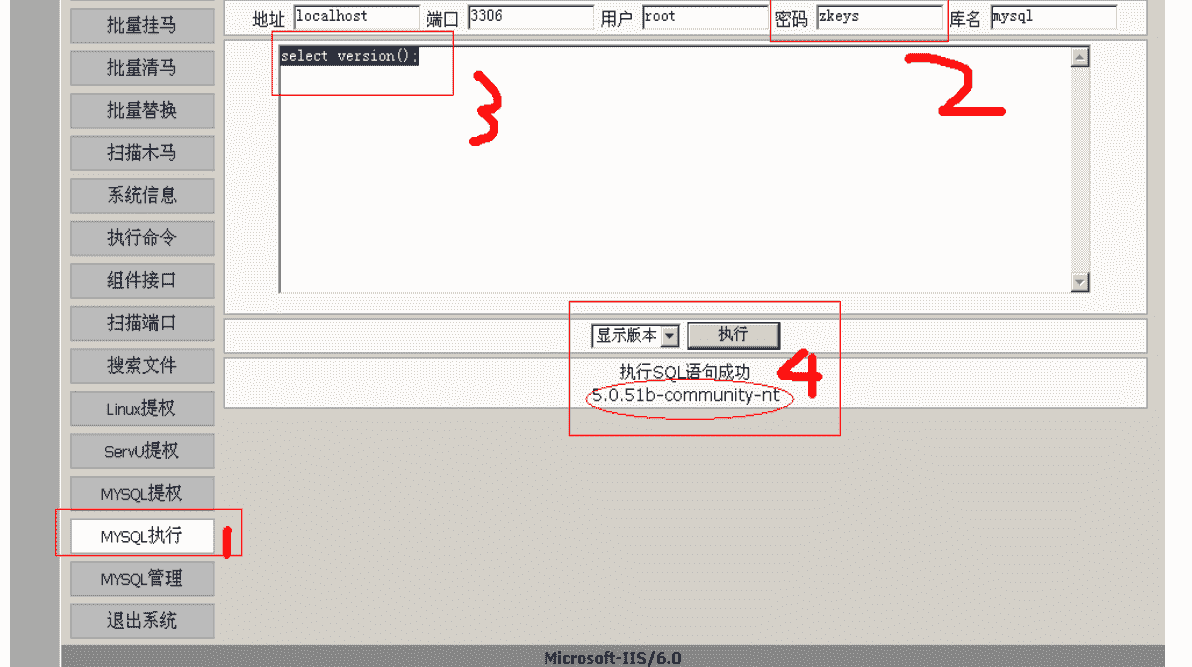 地址 localhost 端口 3306 用户 root 密码 zkeys 库名 mysql
批量挂马
select version();
2
批量清马
3
批量替换
扫描木马
系统信息
执行命令
组件接口
扫描端口
显示版本 执行
搜索文件
执行SQL语句成功
4
5.0.51b-community-nt
Linux提权
ServU提权
MYSQL提权
MYSQL执行
1
MYSQL管理
退出系统
Microsoft-IIS/6.0